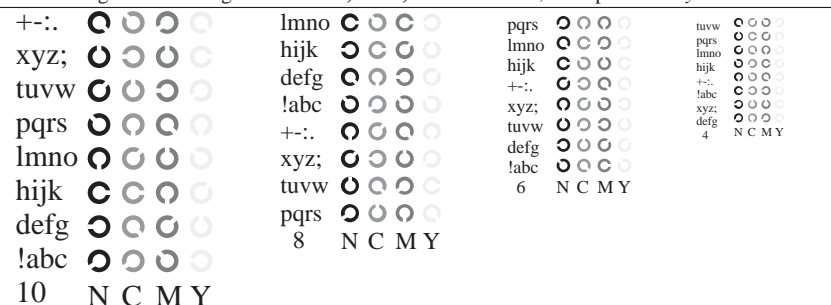 +-:.
xyz;
tuvw
pqrs
lmno
hijk
defg
!abc
10 N C M Y
lmno
hijk
defg
!abc
+-:.
xyz;
tuvw
pqrs
8 N C M Y
pqrs
lmno
hijk
+-:.
xyz;
tuvw
defg
!abc
6 N C M Y
tuvw
pqrs
lmno
hijk
+-:.
!abc
xyz;
defg
4 N C M Y